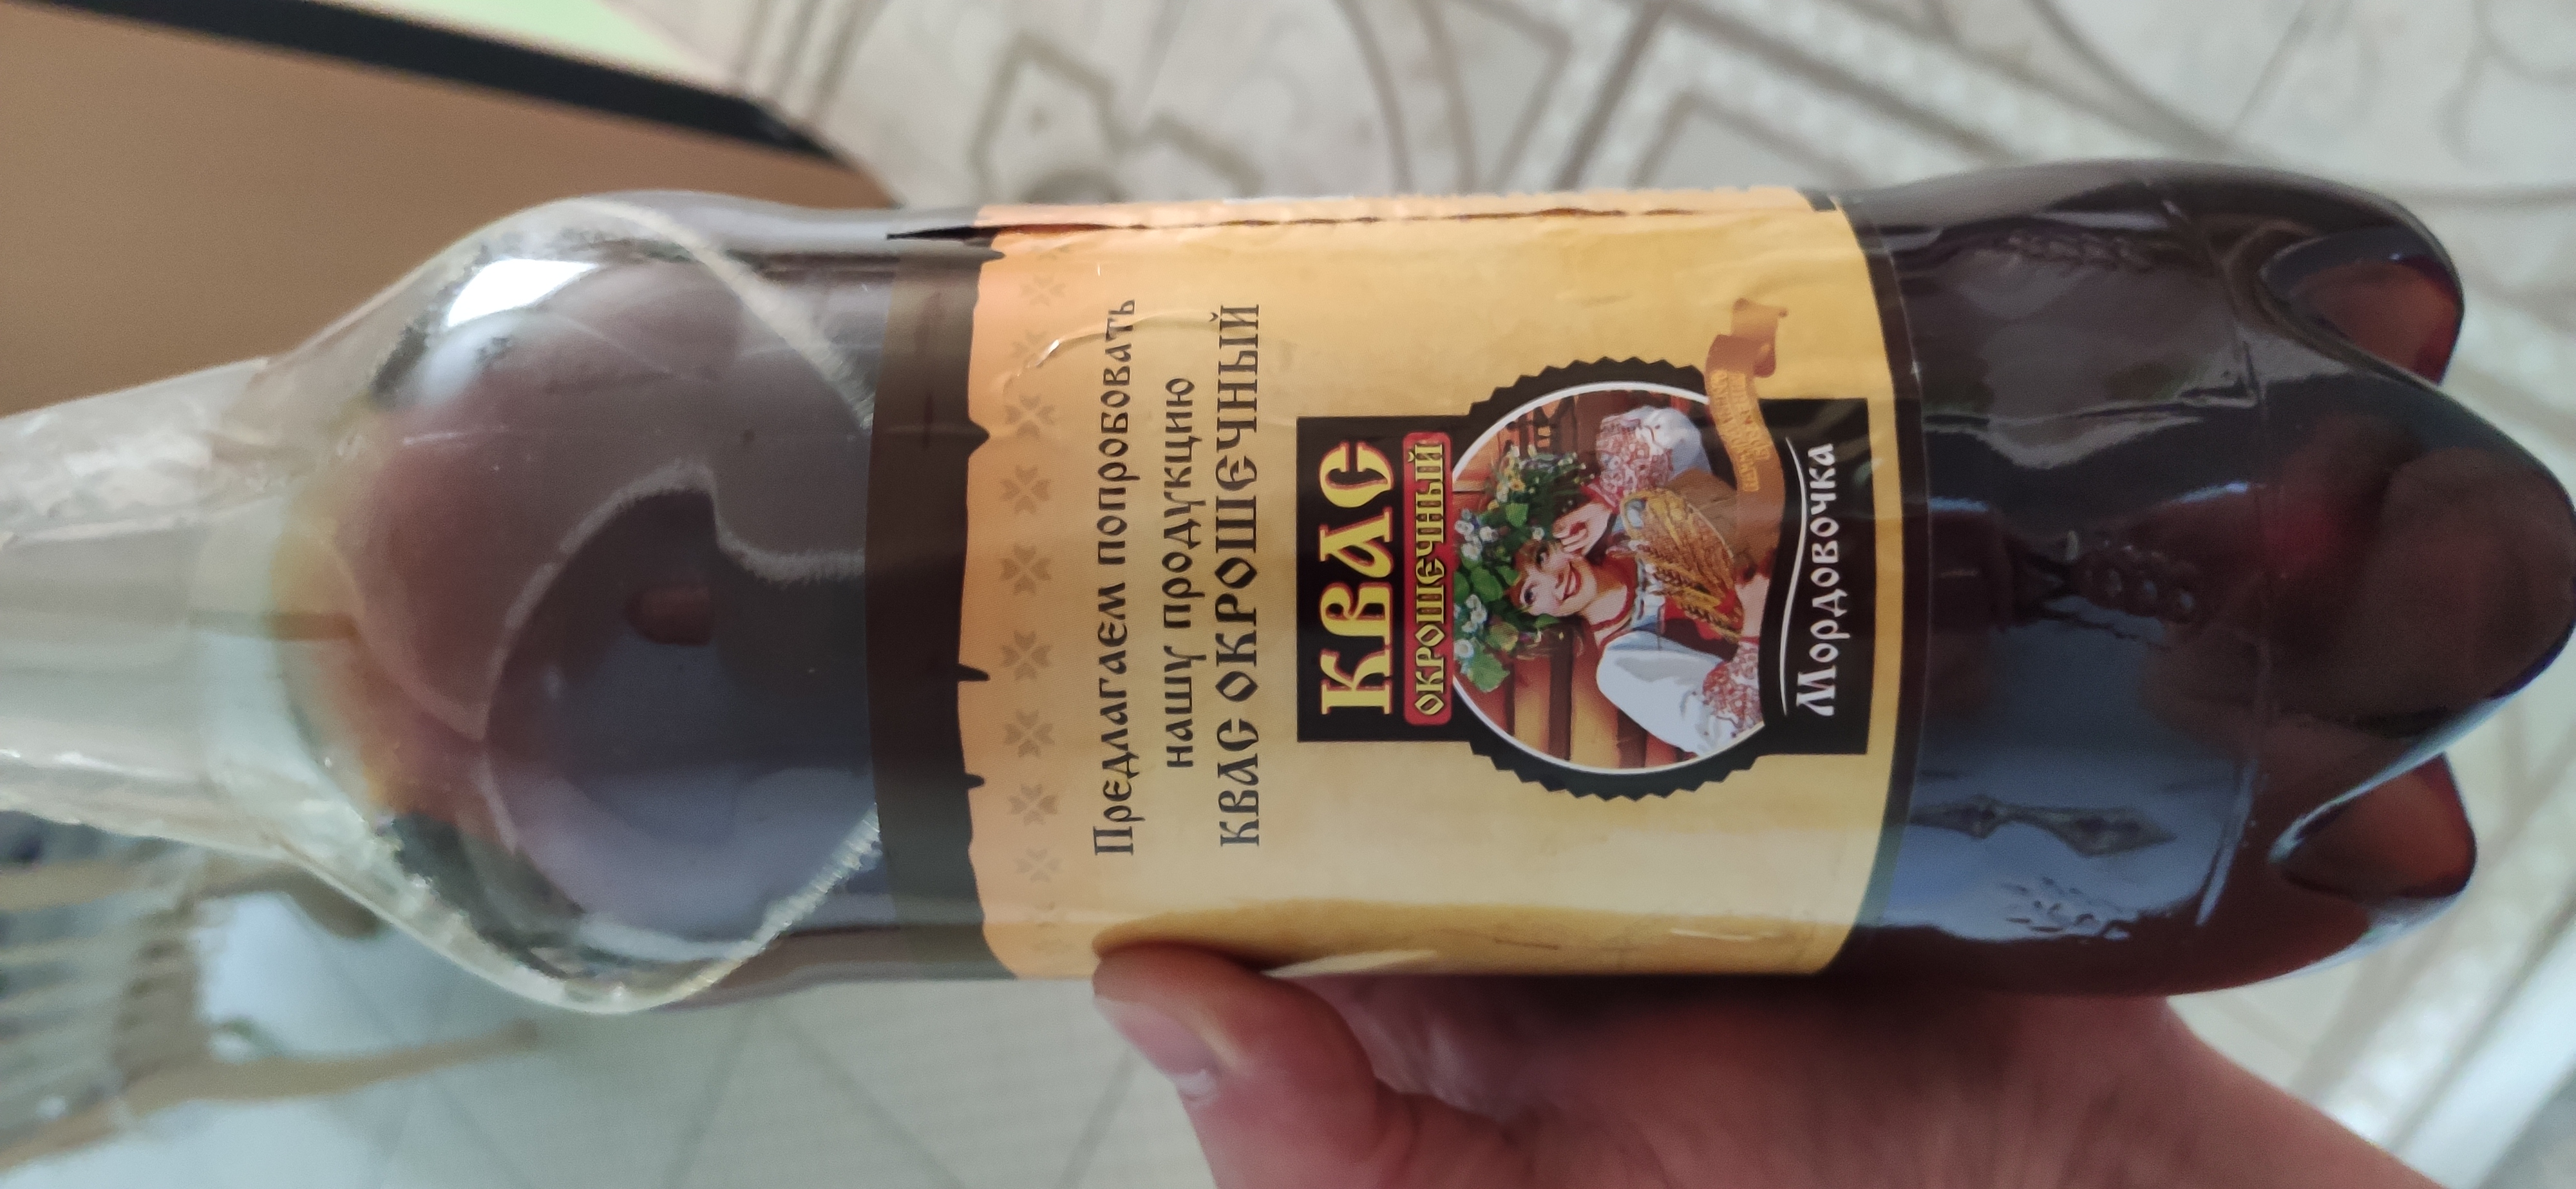 Предлагаем попробовать
нашу продукцию
КВАС ОКРОШЕЧНЫЙ
КВАС
ОКРОШЕЧНЫЙ
Мордовочка